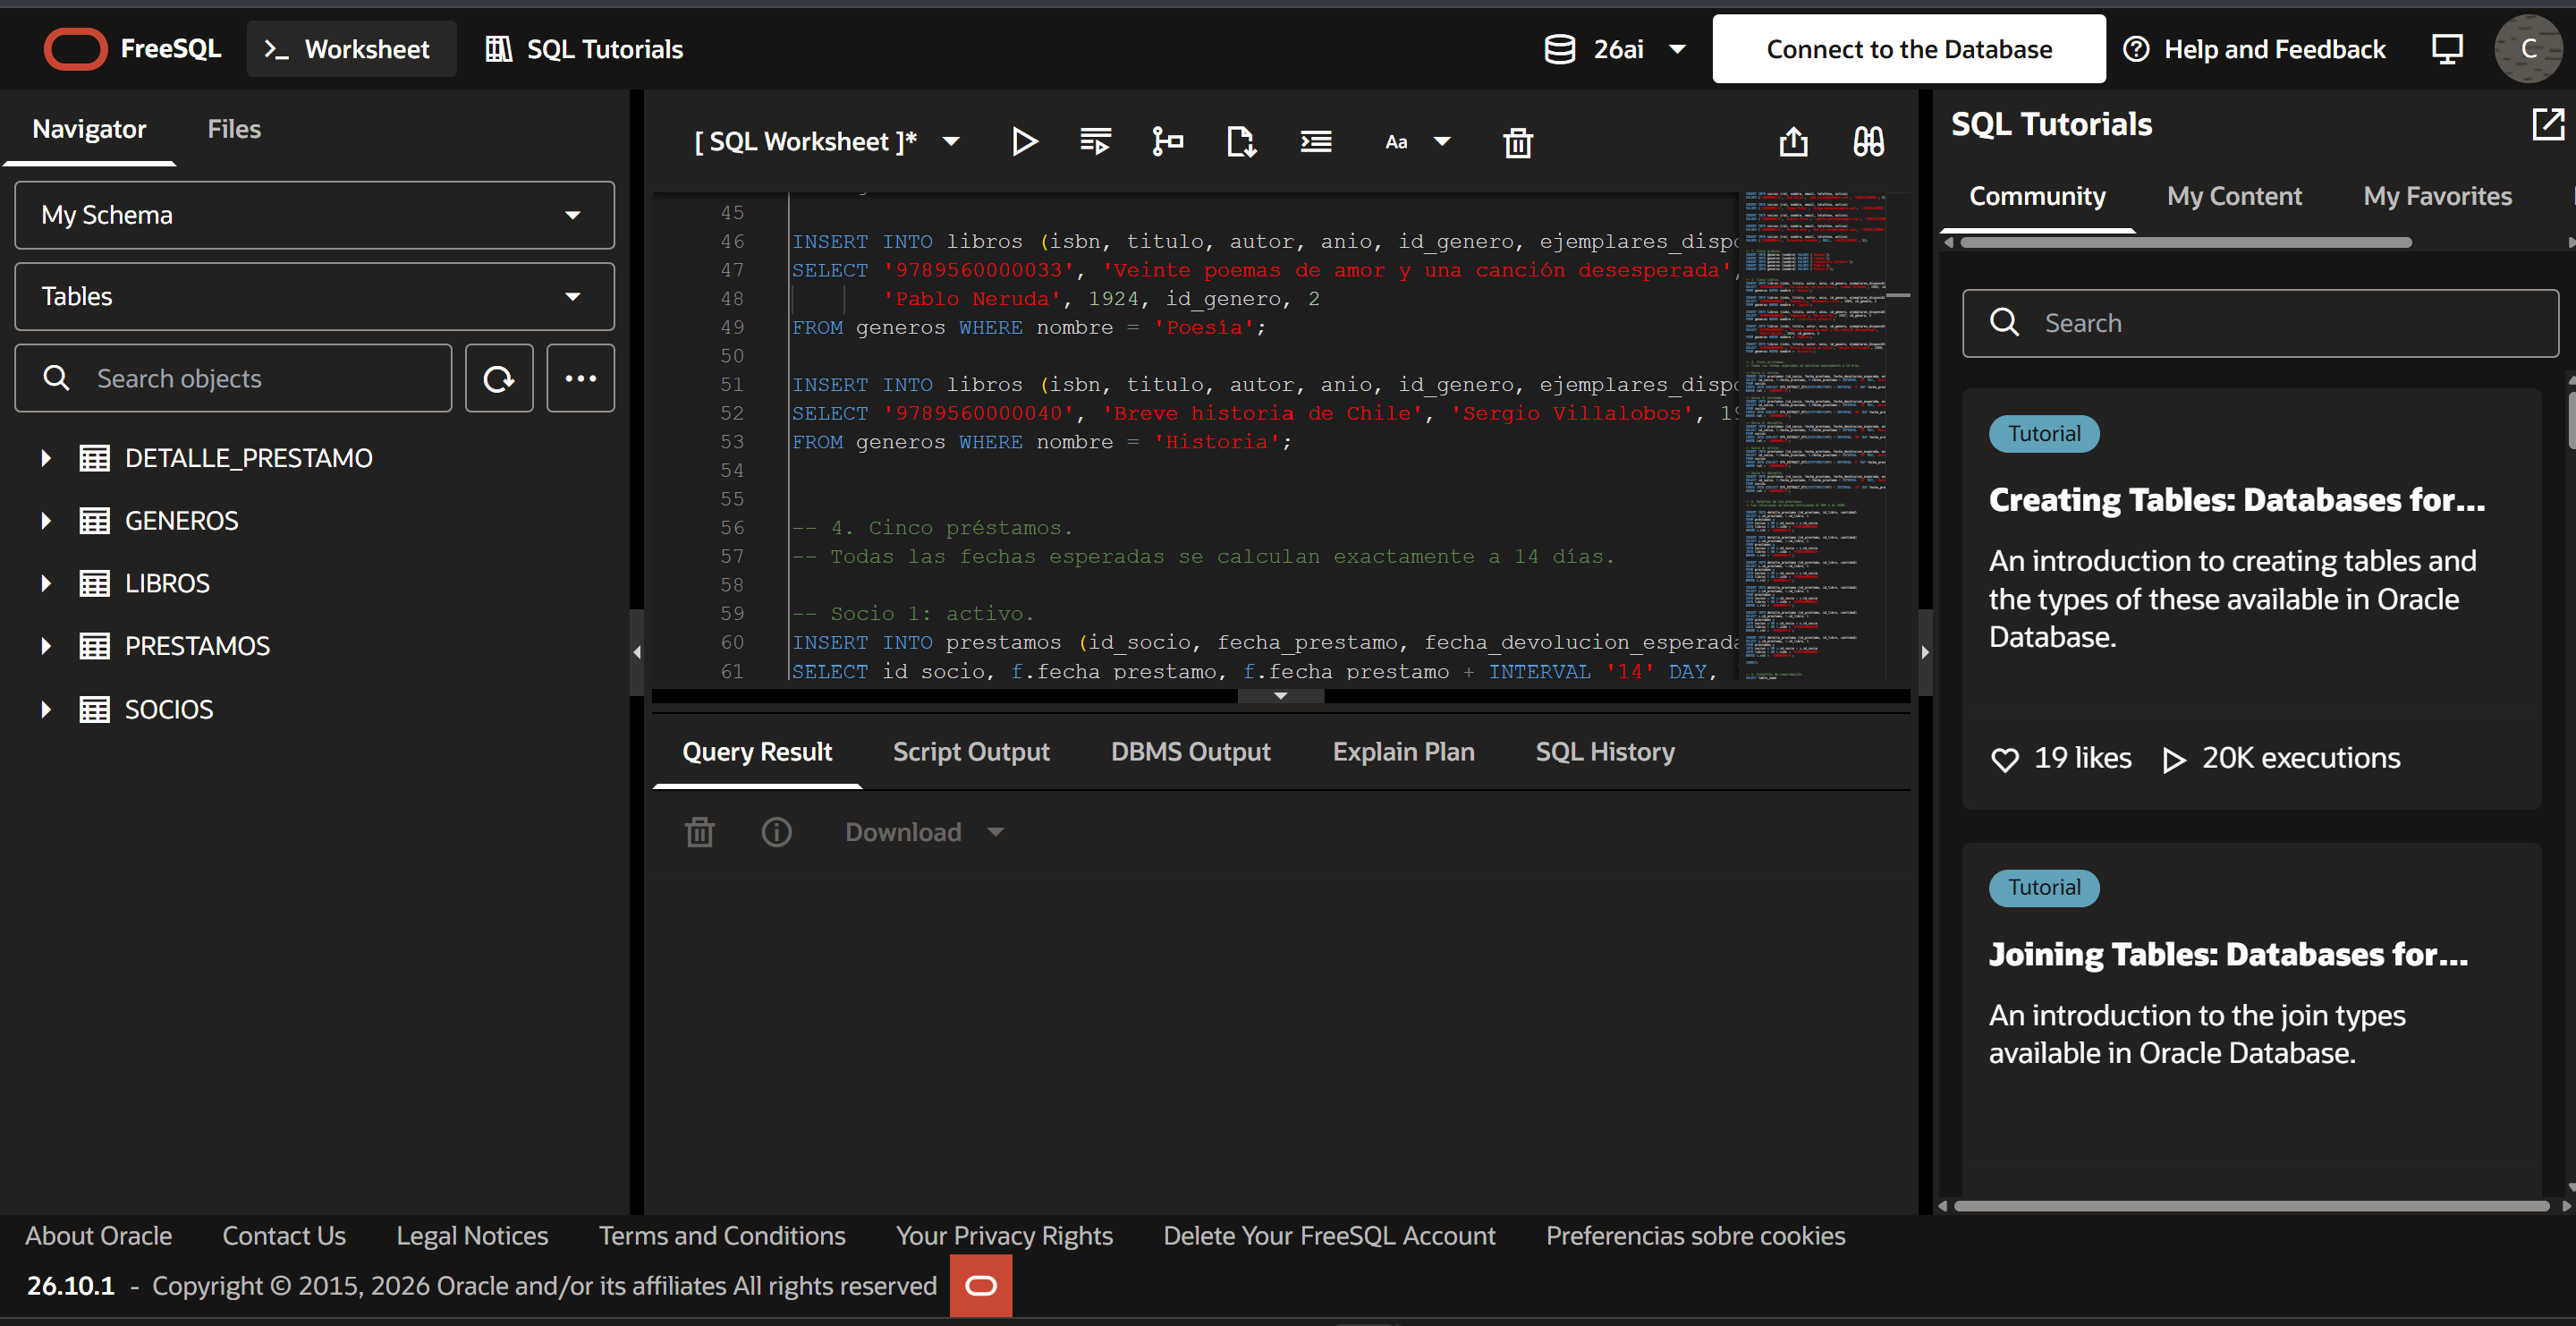 FreeSQL
Worksheet
SQL Tutorials
26ai
Connect to the Database
Help and Feedback
C
Navigator
Files
My Schema
Tables
Search objects
DETALLE_PRESTAMO
GENEROS
LIBROS
PRESTAMOS
SOCIOS
[ SQL Worksheet ]*
Aa
45
46 INSERT INTO libros (isbn, titulo, autor, anio, id_genero, ejemplares_dispo
47 SELECT '9789560000033', 'Veinte poemas de amor y una canción desesperada',
48 'Pablo Neruda', 1924, id_genero, 2
49 FROM generos WHERE nombre = 'Poesía';
50
51 INSERT INTO libros (isbn, titulo, autor, anio, id_genero, ejemplares_dispo
52 SELECT '9789560000040', 'Breve historia de Chile', 'Sergio Villalobos', 19
53 FROM generos WHERE nombre = 'Historia';
54
55
56 -- 4. Cinco préstamos.
57 -- Todas las fechas esperadas se calculan exactamente a 14 días.
58
59 -- Socio 1: activo.
60 INSERT INTO prestamos (id_socio, fecha_prestamo, fecha_devolucion_esperada
61 SELECT id_socio, f.fecha_prestamo, f.fecha_prestamo + INTERVAL '14' DAY,
Query Result
Script Output
DBMS Output
Explain Plan
SQL History
Download
SQL Tutorials
Community
My Content
My Favorites
Search
Tutorial
Creating Tables: Databases for...
An introduction to creating tables and
the types of these available in Oracle
Database.
19 likes
20K executions
Tutorial
Joining Tables: Databases for...
An introduction to the join types
available in Oracle Database.
About Oracle
Contact Us
Legal Notices
Terms and Conditions
Your Privacy Rights
Delete Your FreeSQL Account
Preferencias sobre cookies
26.10.1 - Copyright © 2015, 2026 Oracle and/or its affiliates All rights reserved